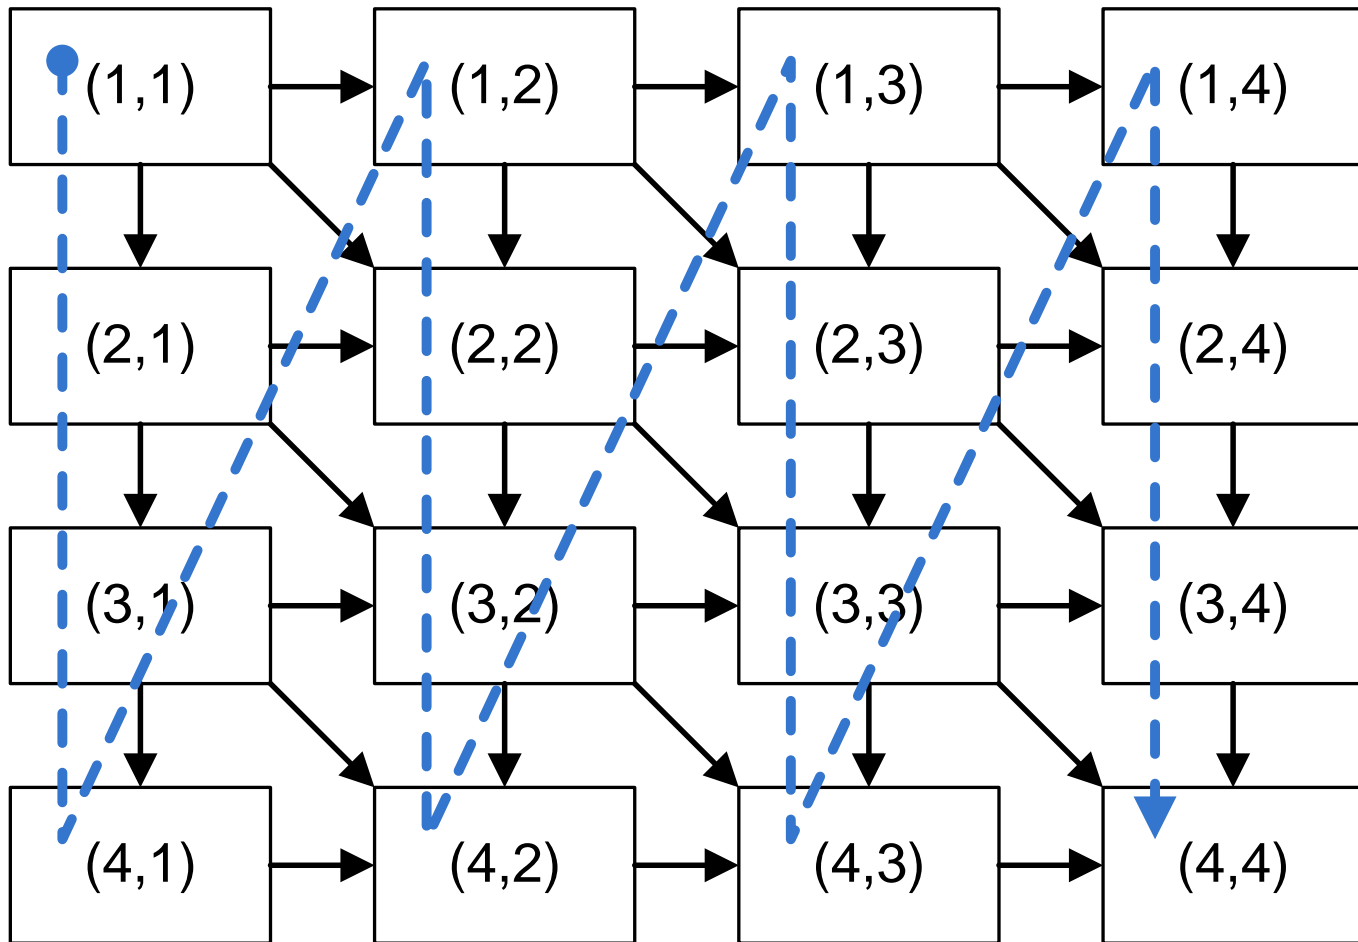 (1,1) (1,2) (1,3) (1,4)
(2,1) (2,2) (2,3) (2,4)
(3,1) (3,2) (3,3) (3,4)
(4,1) (4,2) (4,3) (4,4)